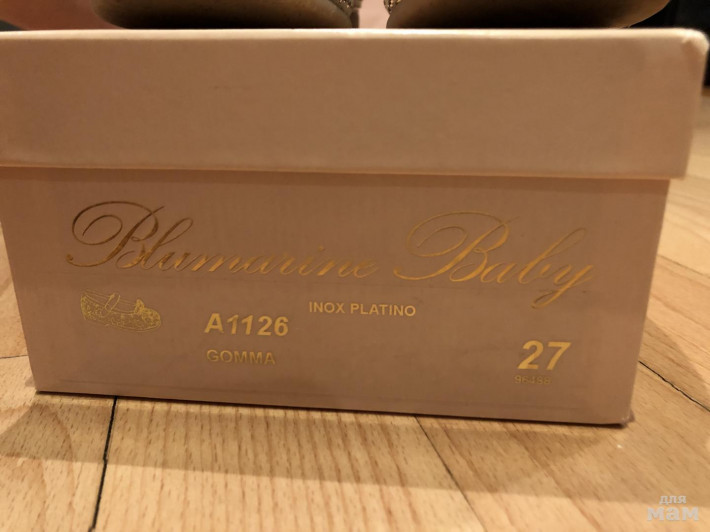 Blumarine Baby
INOX PLATINO
A1126
GOMMA
27
для
мам